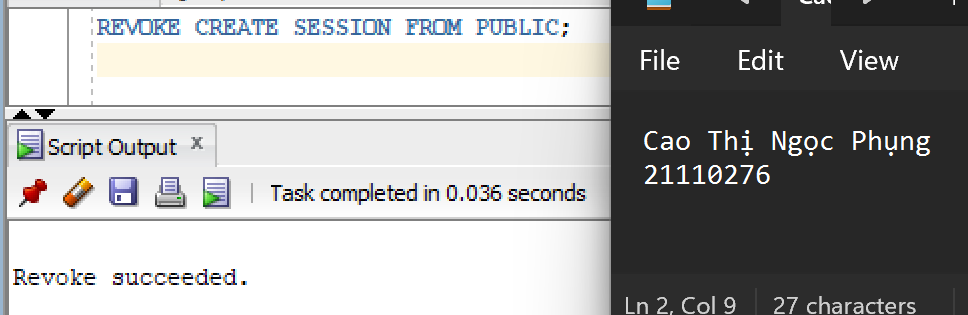 REVOKE CREATE SESSION FROM PUBLIC;
Script Output x
Task completed in 0.036 seconds
Revoke succeeded.
File Edit View
Cao Thị Ngọc Phụng
21110276
Ln 2, Col 9 27 characters